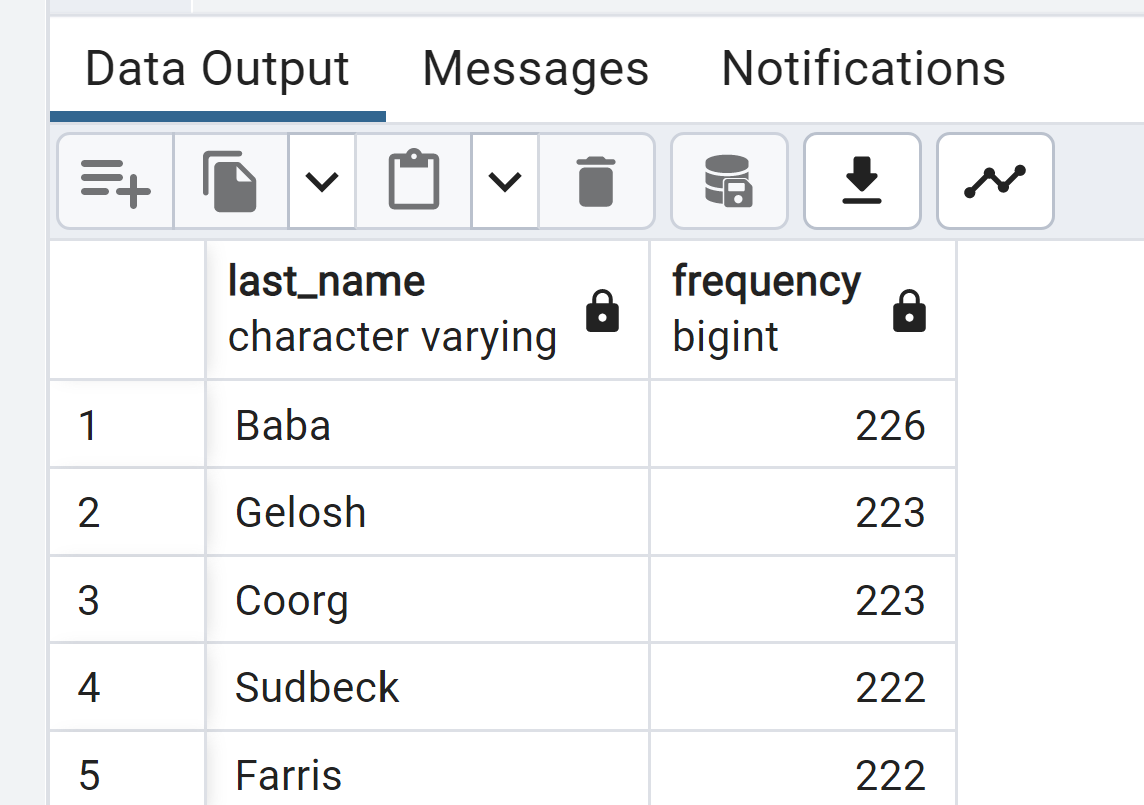 Data Output Messages Notifications
last_name frequency
character varying bigint
1 Baba 226
2 Gelosh 223
3 Coorg 223
4 Sudbeck 222
5 Farris 222